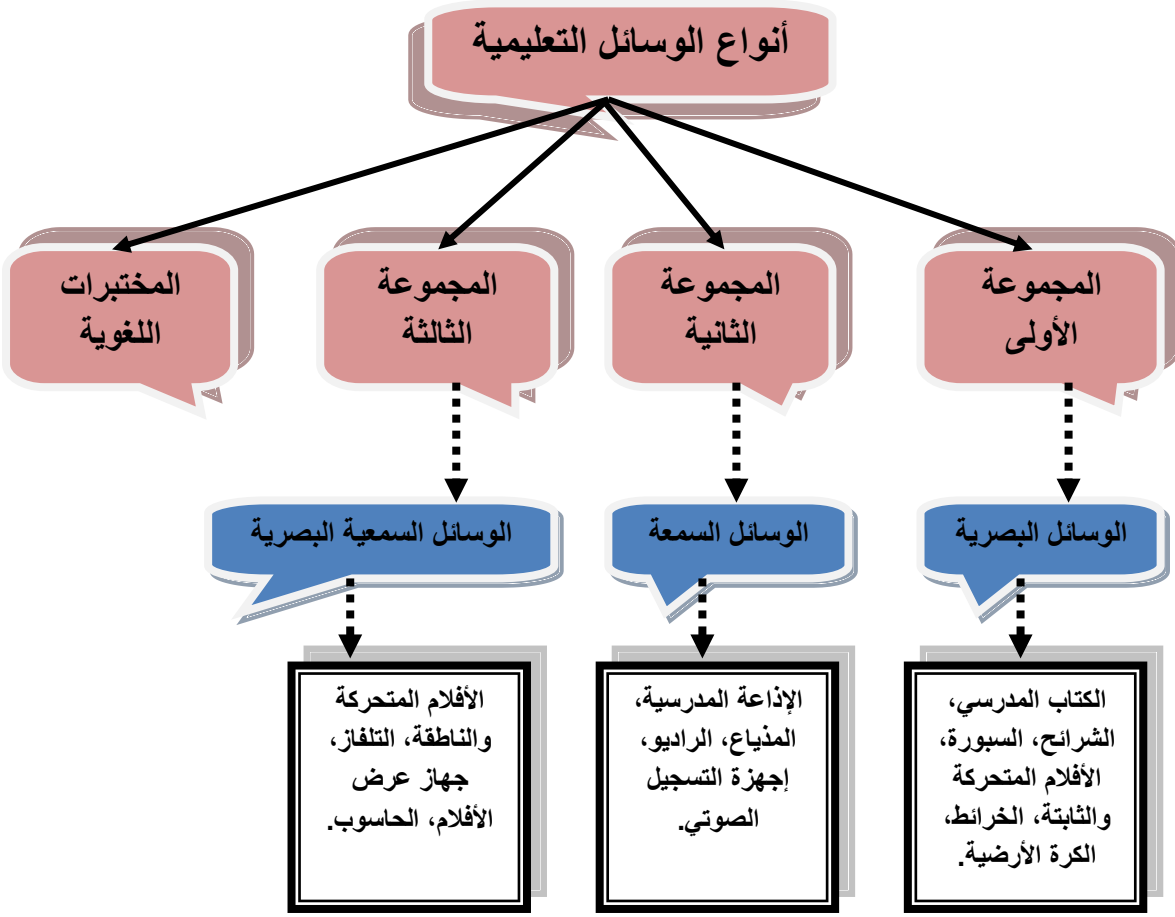 أنواع الوسائل التعليمية
المجموعة
الأولى
المجموعة
الثانية
المجموعة
الثالثة
المختبرات
اللغوية
الوسائل البصرية
الوسائل السمعة
الوسائل السمعية البصرية
الكتاب المدرسي،
الشرائح، السبورة،
الأفلام المتحركة
والثابتة، الخرائط،
الكرة الأرضية.
الإذاعة المدرسية،
المذياع، الراديو،
إجهزة التسجيل
الصوتي.
الأفلام المتحركة
والناطقة، التلفاز،
جهاز عرض
الأفلام، الحاسوب.